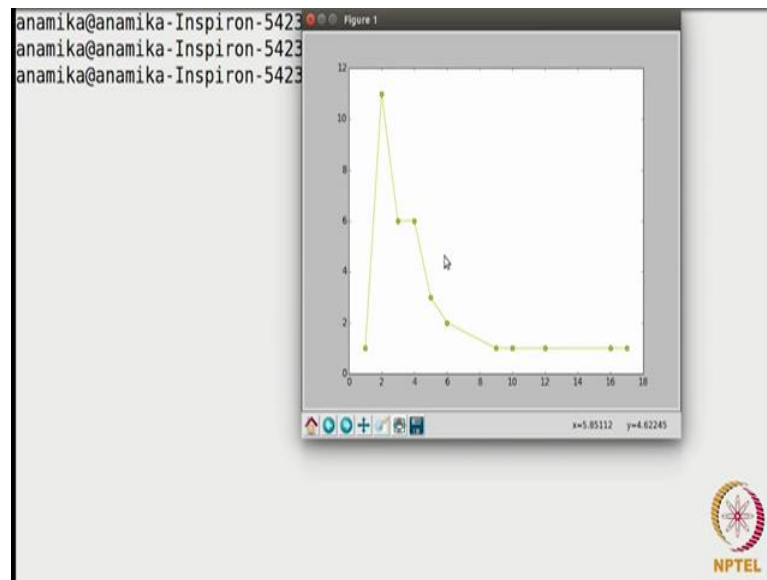 anamika@anamika-Inspiron-5423
anamika@anamika-Inspiron-5423
anamika@anamika-Inspiron-5423
Figure 1
12
10
8
6
4
2
0
0 2 4 6 8 10 12 14 16 18
x=5.85112 y=4.62245
NPTEL